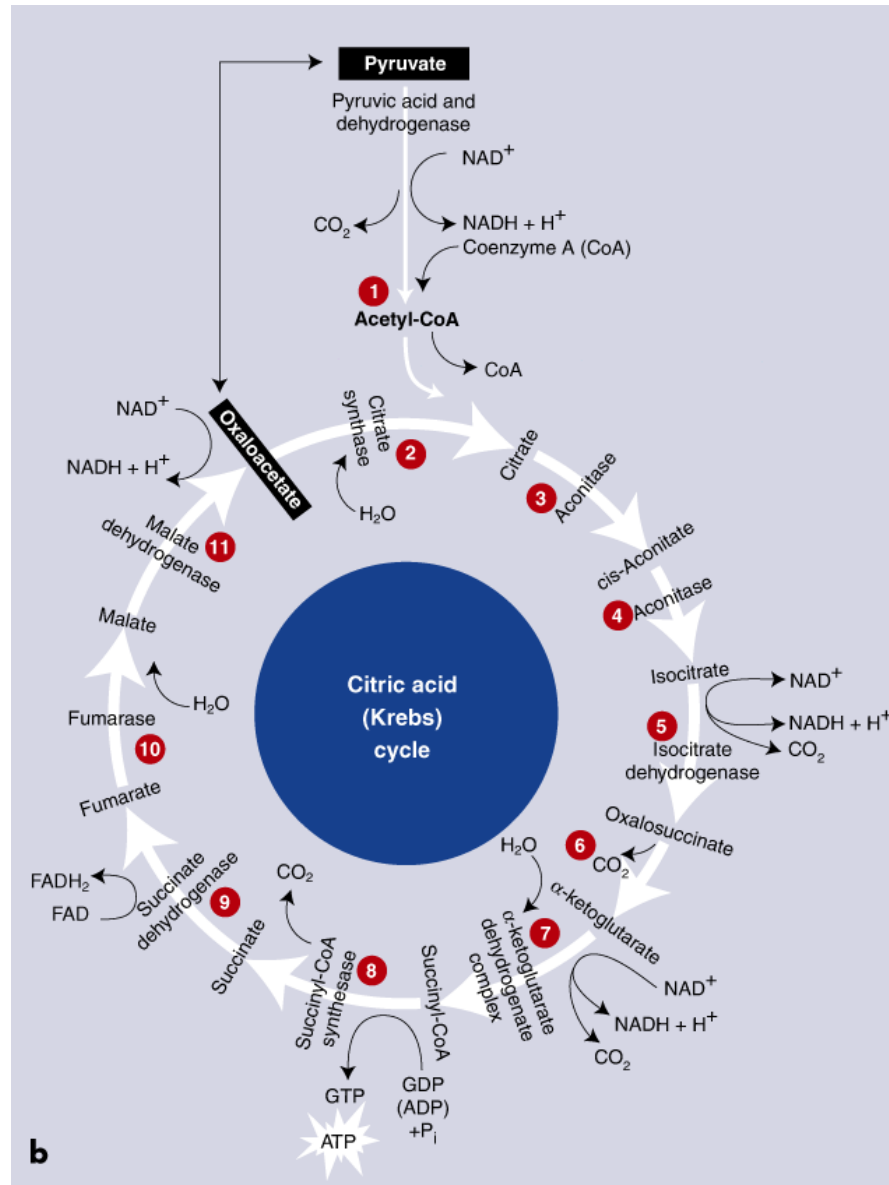 Pyruvate
Pyruvic acid and
dehydrogenase
NAD⁺
CO₂
NADH + H⁺
Coenzyme A (CoA)
1
Acetyl-CoA
CoA
NAD⁺
NADH + H⁺
Oxaloacetate
Citrate
synthase
2
H₂O
Citrate
3
Aconitase
cis-Aconitate
4
Aconitase
Isocitrate
NAD⁺
NADH + H⁺
CO₂
5
Isocitrate
dehydrogenase
Oxalosuccinate
6
CO₂
H₂O
α-ketoglutarate
7
α-ketoglutarate
dehydrogenate
complex
NAD⁺
NADH + H⁺
CO₂
Succinyl-CoA
8
Succinyl-CoA
synthesase
CO₂
GTP
ATP
GDP
(ADP)
+Pᵢ
Succinate
9
Succinate
dehydrogenase
FADH₂
FAD
Fumarate
10
Fumarase
H₂O
Malate
11
Malate
dehydrogenase
Citric acid
(Krebs)
cycle
b